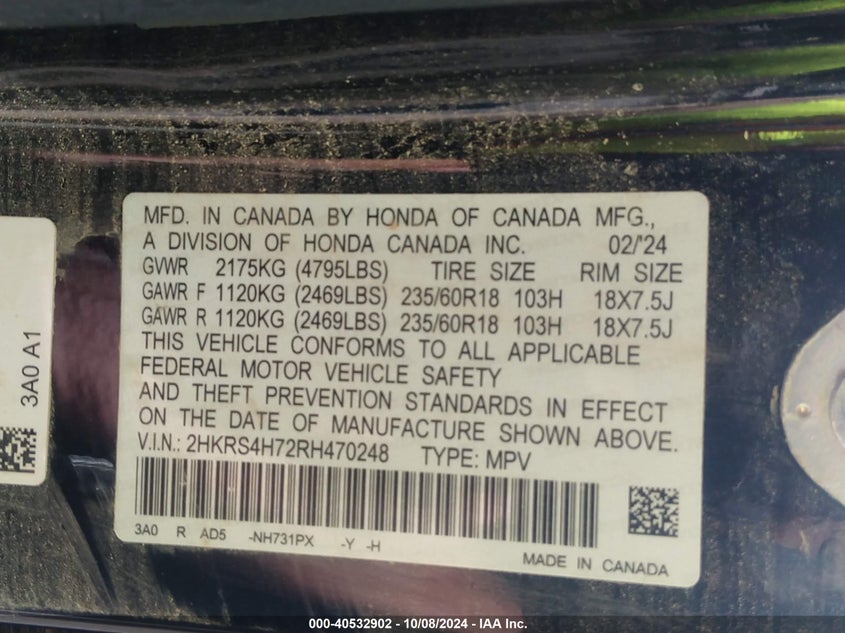 MFD. IN CANADA BY HONDA OF CANADA MFG.,
A DIVISION OF HONDA CANADA INC. 02/'24
GVWR 2175KG (4795LBS) TIRE SIZE RIM SIZE
GAWR F 1120KG (2469LBS) 235/60R18 103H 18X7.5J
GAWR R 1120KG (2469LBS) 235/60R18 103H 18X7.5J
THIS VEHICLE CONFORMS TO ALL APPLICABLE
FEDERAL MOTOR VEHICLE SAFETY
AND THEFT PREVENTION STANDARDS IN EFFECT
ON THE DATE OF MANUFACTURE SHOWN ABOVE.
V.I.N.: 2HKRS4H72RH470248 TYPE: MPV
3A0 R AD5 -NH731PX -Y -H
MADE IN CANADA
3A0 A1
000-40532902 - 10/08/2024 - IAA Inc.